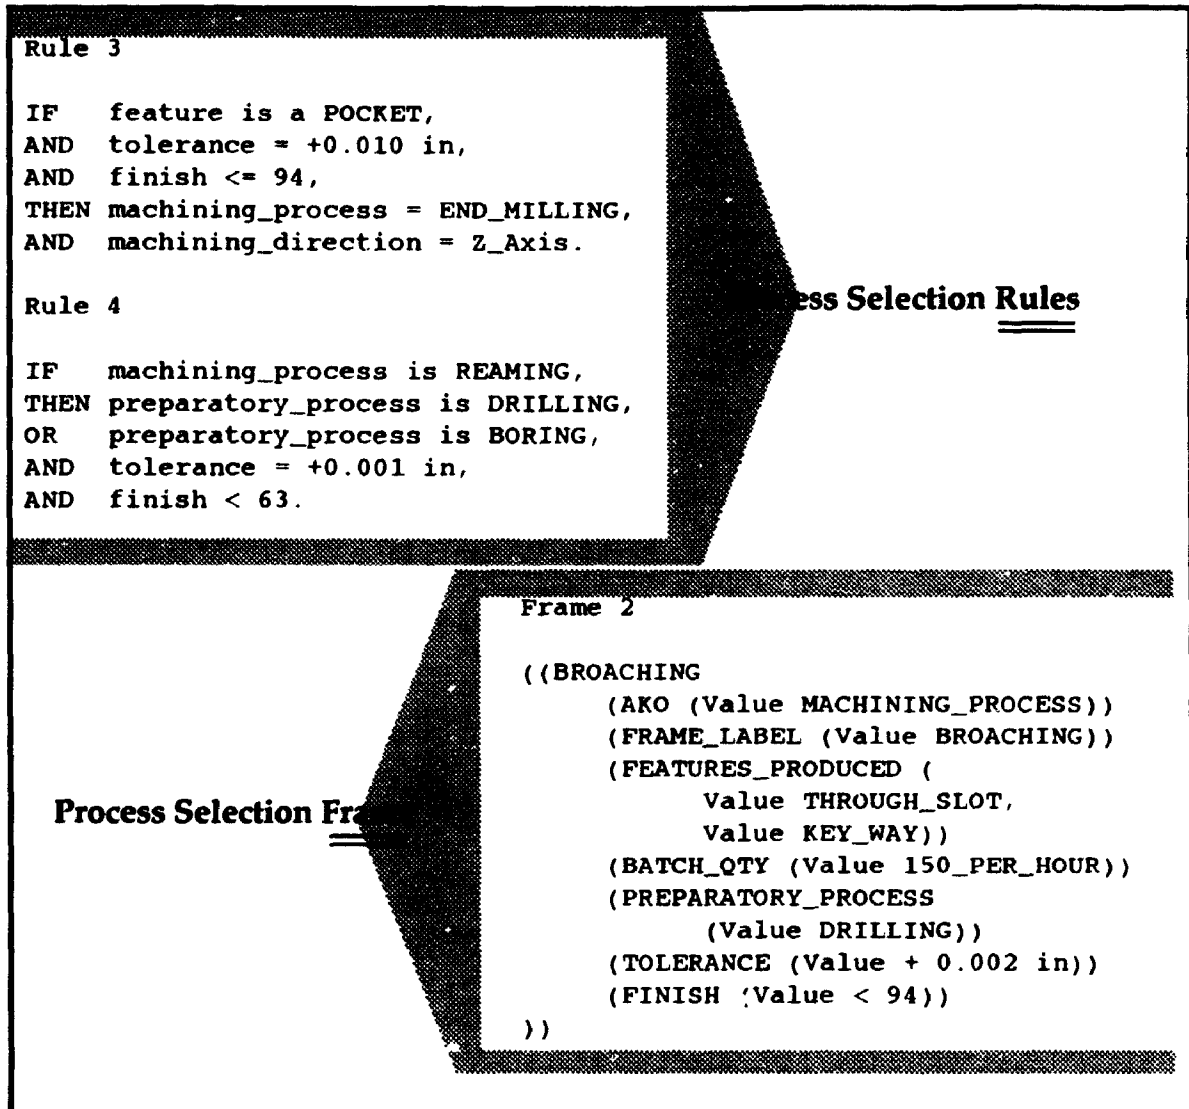 Rule 3
IF feature is a POCKET,
AND tolerance = +0.010 in,
AND finish <= 94,
THEN machining_process = END_MILLING,
AND machining_direction = Z_Axis.
Rule 4
IF machining_process is REAMING,
THEN preparatory_process is DRILLING,
OR preparatory_process is BORING,
AND tolerance = +0.001 in,
AND finish < 63.
Selection Rules
Frame 2
((BROACHING
(AKO (Value MACHINING_PROCESS))
(FRAME_LABEL (Value BROACHING))
(FEATURES_PRODUCED (
Value THROUGH_SLOT,
Value KEY_WAY))
(BATCH_QTY (Value 150_PER_HOUR))
(PREPARATORY_PROCESS
(Value DRILLING))
(TOLERANCE (Value + 0.002 in))
(FINISH (Value < 94))
))
Process Selection